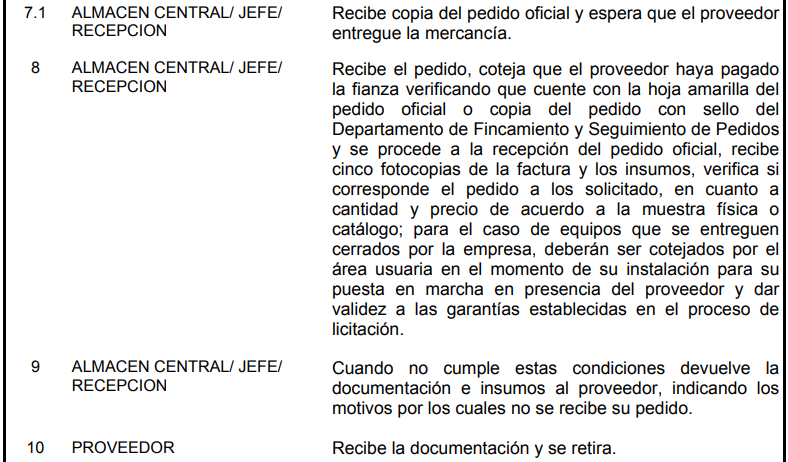 7.1 ALMACEN CENTRAL/ JEFE/ RECEPCION
Recibe copia del pedido oficial y espera que el proveedor
entregue la mercancía.
8 ALMACEN CENTRAL/ JEFE/ RECEPCION
Recibe el pedido, coteja que el proveedor haya pagado
la fianza verificando que cuente con la hoja amarilla del
pedido oficial o copia del pedido con sello del
Departamento de Fincamiento y Seguimiento de Pedidos
y se procede a la recepción del pedido oficial, recibe
cinco fotocopias de la factura y los insumos, verifica si
corresponde el pedido a los solicitado, en cuanto a
cantidad y precio de acuerdo a la muestra física o
catálogo; para el caso de equipos que se entreguen
cerrados por la empresa, deberán ser cotejados por el
área usuaria en el momento de su instalación para su
puesta en marcha en presencia del proveedor y dar
validez a las garantías establecidas en el proceso de
licitación.
9 ALMACEN CENTRAL/ JEFE/ RECEPCION
Cuando no cumple estas condiciones devuelve la
documentación e insumos al proveedor, indicando los
motivos por los cuales no se recibe su pedido.
10 PROVEEDOR
Recibe la documentación y se retira.